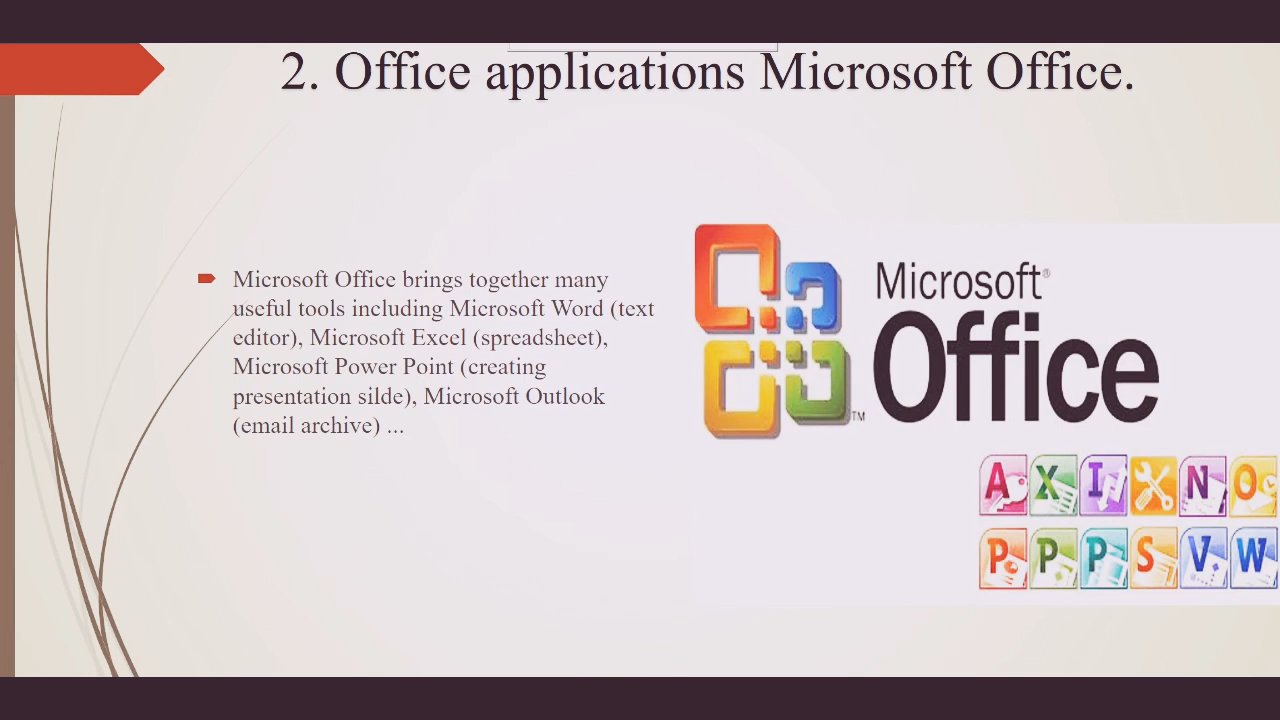 2. Office applications Microsoft Office.
Microsoft Office brings together many
useful tools including Microsoft Word (text
editor), Microsoft Excel (spreadsheet),
Microsoft Power Point (creating
presentation silde), Microsoft Outlook
(email archive) ...
Microsoft®
Office
TM
A X I N O
P P P S V W